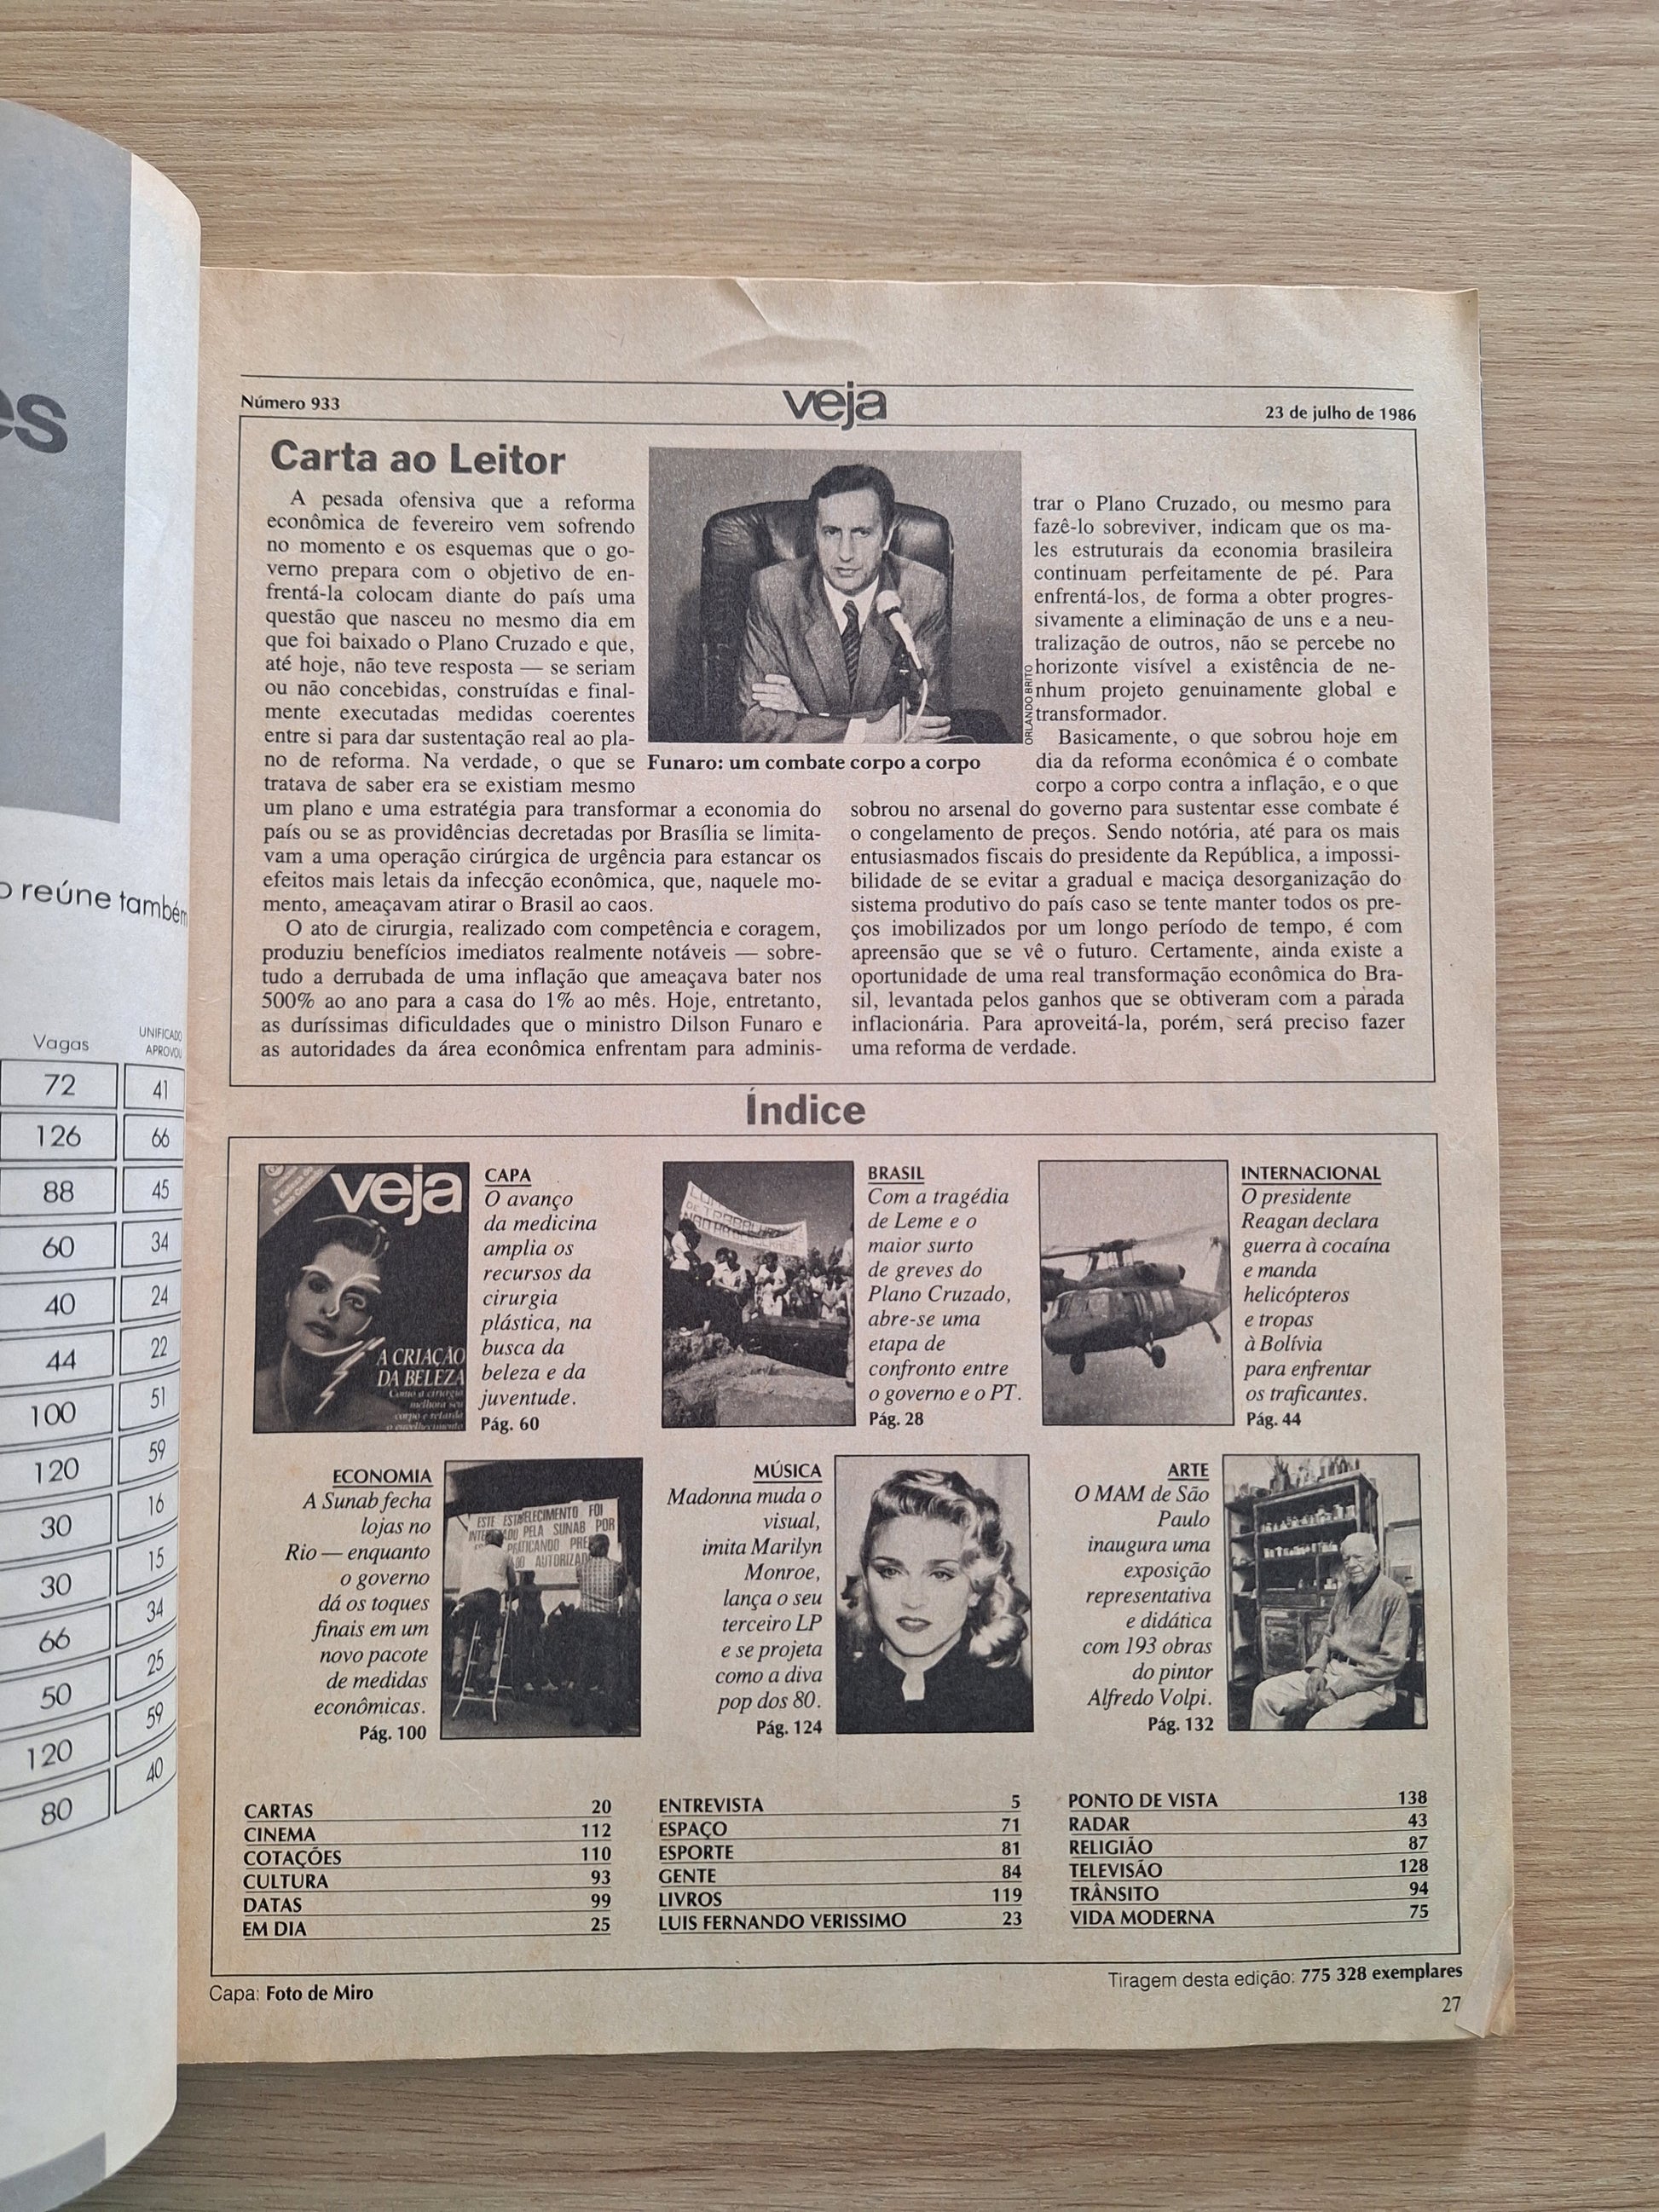 es
o reúne também
Vagas
UNIFICADO
APROVOU
72 41
126 66
88 45
60 34
40 24
44 22
100 51
120 59
30 16
30 15
66 34
50 25
120 59
80 40
Número 933
veja
23 de julho de 1986
Carta ao Leitor
A pesada ofensiva que a reforma
econômica de fevereiro vem sofrendo
no momento e os esquemas que o go-
verno prepara com o objetivo de en-
frentá-la colocam diante do país uma
questão que nasceu no mesmo dia em
que foi baixado o Plano Cruzado e que,
até hoje, não teve resposta — se seriam
ou não concebidas, construídas e final-
mente executadas medidas coerentes
entre si para dar sustentação real ao pla-
no de reforma. Na verdade, o que se
tratava de saber era se existiam mesmo
um plano e uma estratégia para transformar a economia do
país ou se as providências decretadas por Brasília se limita-
vam a uma operação cirúrgica de urgência para estancar os
efeitos mais letais da infecção econômica, que, naquele mo-
mento, ameaçavam atirar o Brasil ao caos.
O ato de cirurgia, realizado com competência e coragem,
produziu benefícios imediatos realmente notáveis — sobre-
tudo a derrubada de uma inflação que ameaçava bater nos
500% ao ano para a casa do 1% ao mês. Hoje, entretanto,
as duríssimas dificuldades que o ministro Dilson Funaro e
as autoridades da área econômica enfrentam para adminis-
ORLANDO BRITO
Funaro: um combate corpo a corpo
trar o Plano Cruzado, ou mesmo para
fazê-lo sobreviver, indicam que os ma-
les estruturais da economia brasileira
continuam perfeitamente de pé. Para
enfrentá-los, de forma a obter progres-
sivamente a eliminação de uns e a neu-
tralização de outros, não se percebe no
horizonte visível a existência de ne-
nhum projeto genuinamente global e
transformador.
Basicamente, o que sobrou hoje em
dia da reforma econômica é o combate
corpo a corpo contra a inflação, e o que
sobrou no arsenal do governo para sustentar esse combate é
o congelamento de preços. Sendo notória, até para os mais
entusiasmados fiscais do presidente da República, a impossi-
bilidade de se evitar a gradual e maciça desorganização do
sistema produtivo do país caso se tente manter todos os pre-
ços imobilizados por um longo período de tempo, é com
apreensão que se vê o futuro. Certamente, ainda existe a
oportunidade de uma real transformação econômica do Bra-
sil, levantada pelos ganhos que se obtiveram com a parada
inflacionária. Para aproveitá-la, porém, será preciso fazer
uma reforma de verdade.
Índice
veja
A CRIAÇÃO
DA BELEZA
Como a cirurgia
melhora seu
corpo e retarda
o envelhecimento
CAPA
O avanço
da medicina
amplia os
recursos da
cirurgia
plástica, na
busca da
beleza e da
juventude.
Pág. 60
BRASIL
Com a tragédia
de Leme e o
maior surto
de greves do
Plano Cruzado,
abre-se uma
etapa de
confronto entre
o governo e o PT.
Pág. 28
INTERNACIONAL
O presidente
Reagan declara
guerra à cocaína
e manda
helicópteros
e tropas
à Bolívia
para enfrentar
os traficantes.
Pág. 44
ECONOMIA
A Sunab fecha
lojas no
Rio — enquanto
o governo
dá os toques
finais em um
novo pacote
de medidas
econômicas.
Pág. 100
ESTE ESTABELECIMENTO FOI
PELA SUNAB POR
PRATICANDO
AUTORIZAD
MÚSICA
Madonna muda o
visual,
imita Marilyn
Monroe,
lança o seu
terceiro LP
e se projeta
como a diva
pop dos 80.
Pág. 124
ARTE
O MAM de São
Paulo
inaugura uma
exposição
representativa
e didática
com 193 obras
do pintor
Alfredo Volpi.
Pág. 132
CARTAS 20
CINEMA 112
COTAÇÕES 110
CULTURA 93
DATAS 99
EM DIA 25
ENTREVISTA 5
ESPAÇO 71
ESPORTE 81
GENTE 84
LIVROS 119
LUIS FERNANDO VERISSIMO 23
PONTO DE VISTA 138
RADAR 43
RELIGIÃO 87
TELEVISÃO 128
TRÂNSITO 94
VIDA MODERNA 75
Capa: Foto de Miro
Tiragem desta edição: 775 328 exemplares
27